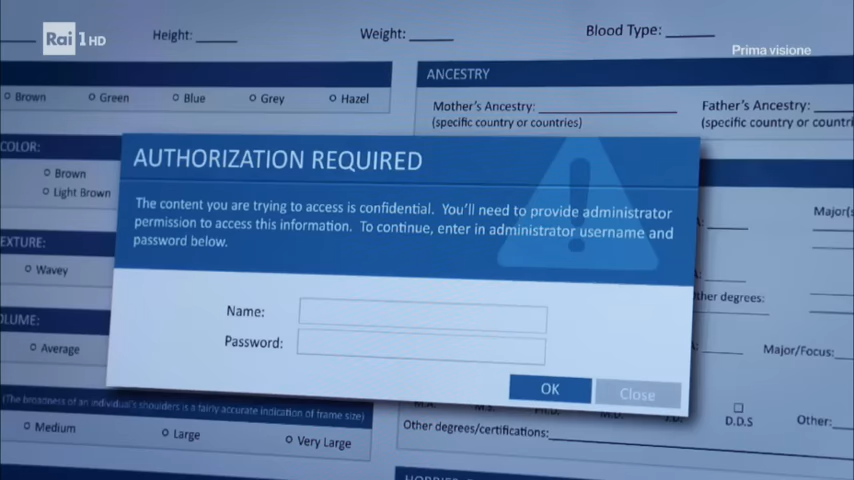 Rai 1 HD
Height:
Weight:
Blood Type:
Prima visione
Brown
Green
Blue
Grey
Hazel
ANCESTRY
Mother's Ancestry:
(specific country or countries)
Father's Ancestry:
(specific country or countri
COLOR:
Brown
Light Brown
EXTURE:
Wavey
OLUME:
Average
AUTHORIZATION REQUIRED
The content you are trying to access is confidential. You'll need to provide administrator
permission to access this information. To continue, enter in administrator username and
password below.
Name:
Password:
OK
Close
Major(s
ther degrees:
Major/Focus:
(The broadness of an individual's shoulders is a fairly accurate indication of frame size)
Medium
Large
Very Large
M.A.
M.S.
Ph.D.
M.D.
J.D.
D.D.S
Other:
Other degrees/certifications: